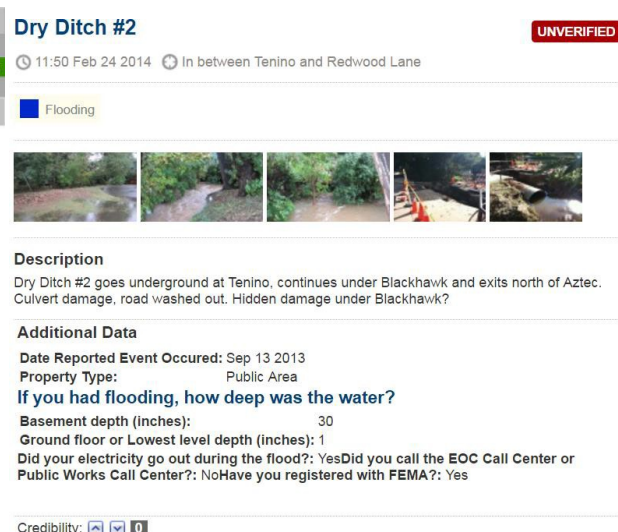 Dry Ditch #2
UNVERIFIED
11:50 Feb 24 2014 In between Tenino and Redwood Lane
Flooding
Description
Dry Ditch #2 goes underground at Tenino, continues under Blackhawk and exits north of Aztec.
Culvert damage, road washed out. Hidden damage under Blackhawk?
Additional Data
Date Reported Event Occured: Sep 13 2013
Property Type: Public Area
If you had flooding, how deep was the water?
Basement depth (inches): 30
Ground floor or Lowest level depth (inches): 1
Did your electricity go out during the flood?: YesDid you call the EOC Call Center or
Public Works Call Center?: NoHave you registered with FEMA?: Yes
Credibility: 0